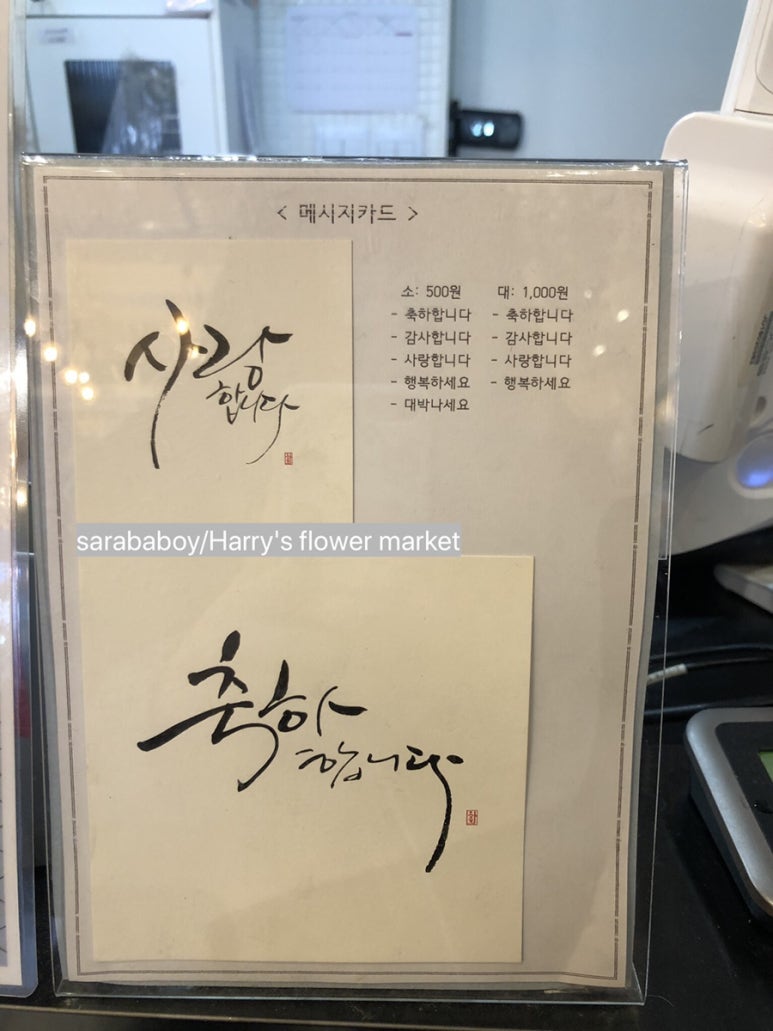 < 메시지카드 >
사랑
합니다
소: 500원 대: 1,000원
- 축하합니다 - 축하합니다
- 감사합니다 - 감사합니다
- 사랑합니다 - 사랑합니다
- 행복하세요 - 행복하세요
- 대박나세요
sarababoy/Harry's flower market
축하
합니다